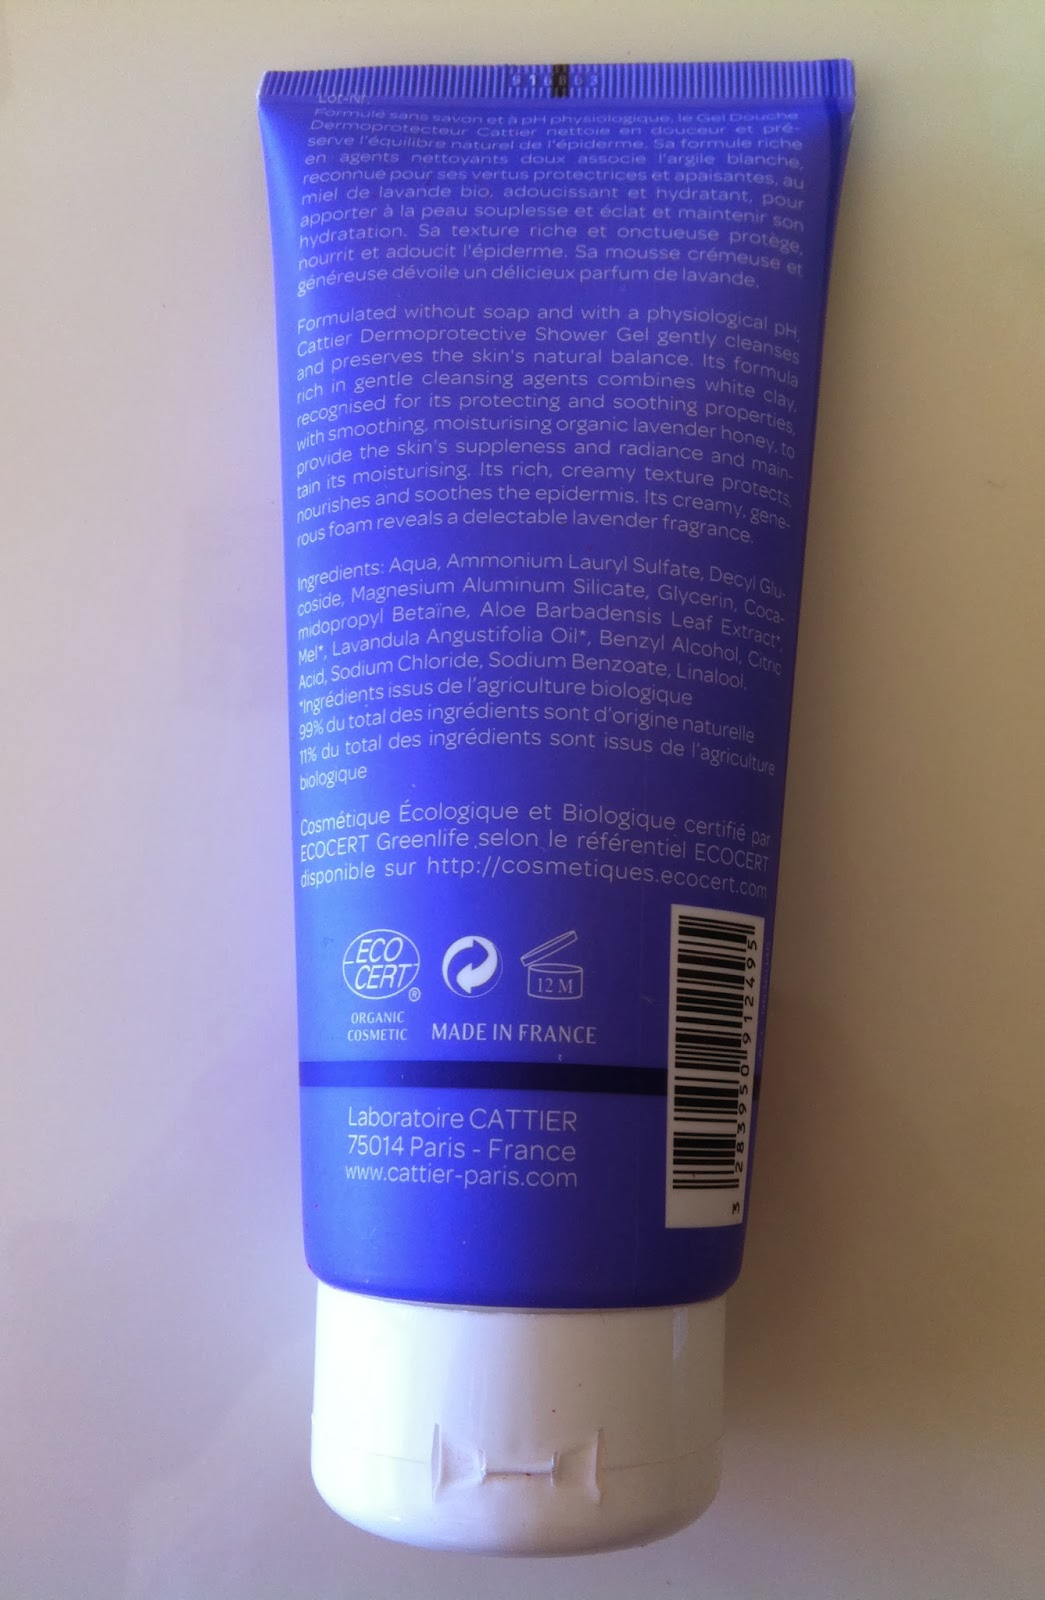 Lot-Nr.
Formulé sans savon et à pH physiologique, le Gel Douche
Dermoprotecteur Cattier nettoie en douceur et pré-
serve l'équilibre naturel de l'épiderme. Sa formule riche
en agents nettoyants doux associe l'argile blanche,
reconnue pour ses vertus protectrices et apaisantes, au
miel de lavande bio, adoucissant et hydratant, pour
apporter à la peau souplesse et éclat et maintenir son
hydratation. Sa texture riche et onctueuse protège,
nourrit et adoucit l'épiderme. Sa mousse crémeuse et
généreuse dévoile un délicieux parfum de lavande.
Formulated without soap and with a physiological pH,
Cattier Dermoprotective Shower Gel gently cleanses
and preserves the skin's natural balance. Its formula
rich in gentle cleansing agents combines white clay,
recognised for its protecting and soothing properties,
with smoothing, moisturising organic lavender honey, to
provide the skin's suppleness and radiance and main-
tain its moisturising. Its rich, creamy texture protects,
nourishes and soothes the epidermis. Its creamy, gene-
rous foam reveals a delectable lavender fragrance.
Ingredients: Aqua, Ammonium Lauryl Sulfate, Decyl Glu-
coside, Magnesium Aluminum Silicate, Glycerin, Coca-
midopropyl Betaïne, Aloe Barbadensis Leaf Extract*,
Mel*, Lavandula Angustifolia Oil*, Benzyl Alcohol, Citric
Acid, Sodium Chloride, Sodium Benzoate, Linalool.
*Ingrédients issus de l'agriculture biologique
99% du total des ingrédients sont d'origine naturelle
11% du total des ingrédients sont issus de l'agriculture
biologique
Cosmétique Écologique et Biologique certifié par
ECOCERT Greenlife selon le référentiel ECOCERT
disponible sur http://cosmetiques.ecocert.com
ECO
CERT
®
ORGANIC
COSMETIC
12 M
MADE IN FRANCE
3 283950 912495
Laboratoire CATTIER
75014 Paris - France
www.cattier-paris.com